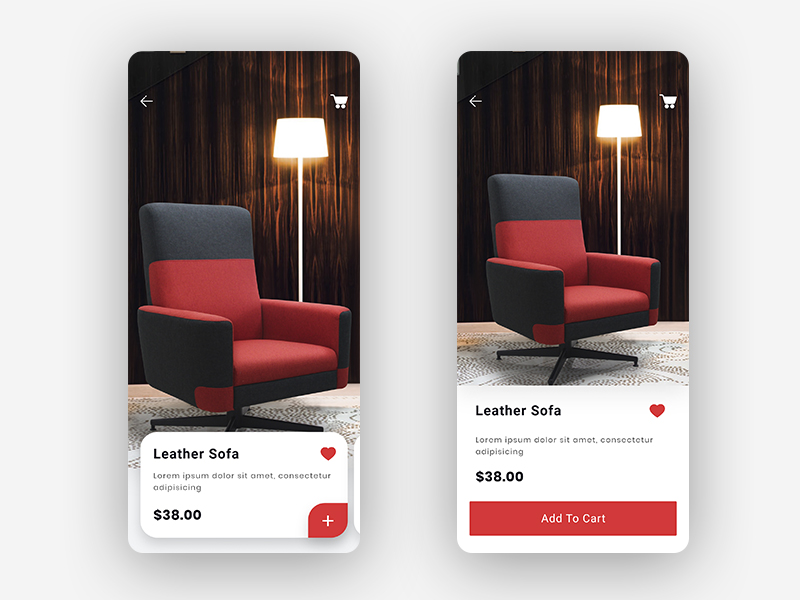 Leather Sofa
Lorem ipsum dolor sit amet, consectetur
adipisicing
$38.00
Leather Sofa
Lorem ipsum dolor sit amet, consectetur
adipisicing
$38.00
Add To Cart